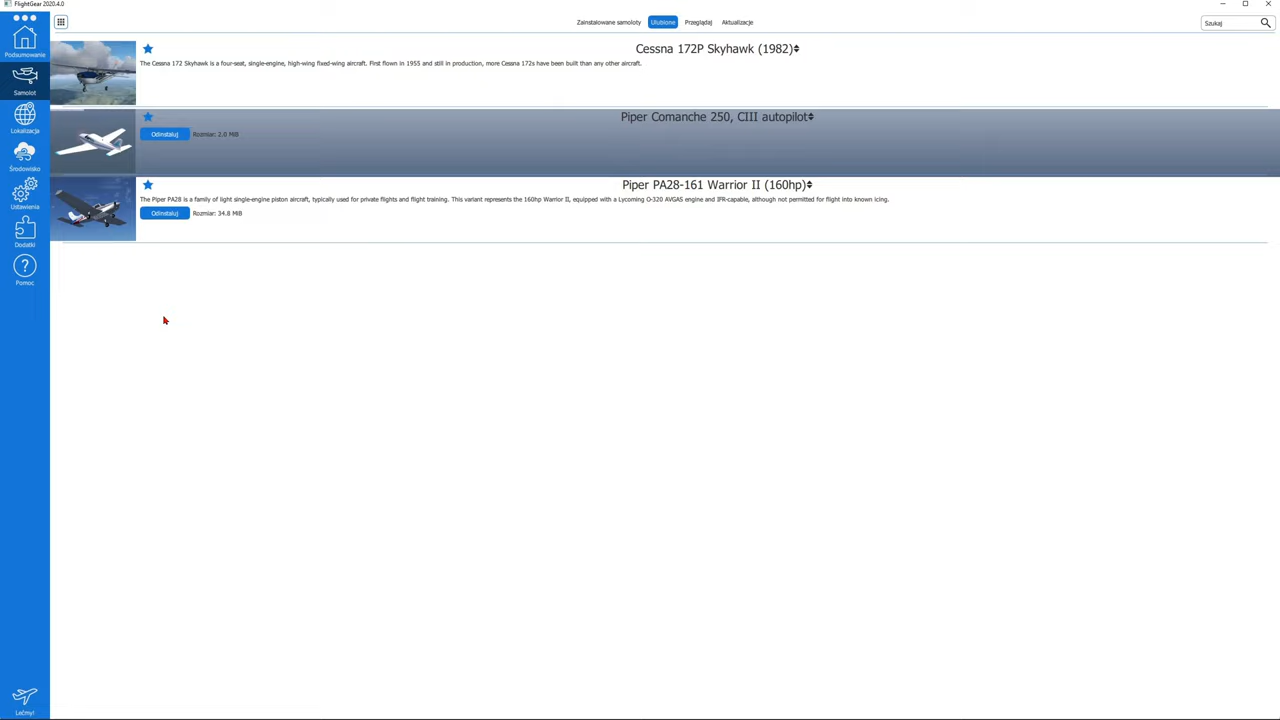 FlightGear 2020.4.0
Zainstalowane samoloty
Ulubione
Przeglądaj
Aktualizacje
Szukaj
Podsumowanie
Samolot
Lokalizacja
Środowisko
Ustawienia
Dodatki
Pomoc
Lećmy!
Cessna 172P Skyhawk (1982)
The Cessna 172 Skyhawk is a four-seat, single-engine, high-wing fixed-wing aircraft. First flown in 1955 and still in production, more Cessna 172s have been built than any other aircraft.
Piper Comanche 250, CIII autopilot
Odinstaluj
Rozmiar: 2.0 MiB
Piper PA28-161 Warrior II (160hp)
The Piper PA28 is a family of light single-engine piston aircraft, typically used for private flights and flight training. This variant represents the 160hp Warrior II, equipped with a Lycoming O-320 AVGAS engine and IFR-capable, although not permitted for flight into known icing.
Odinstaluj
Rozmiar: 34.8 MiB